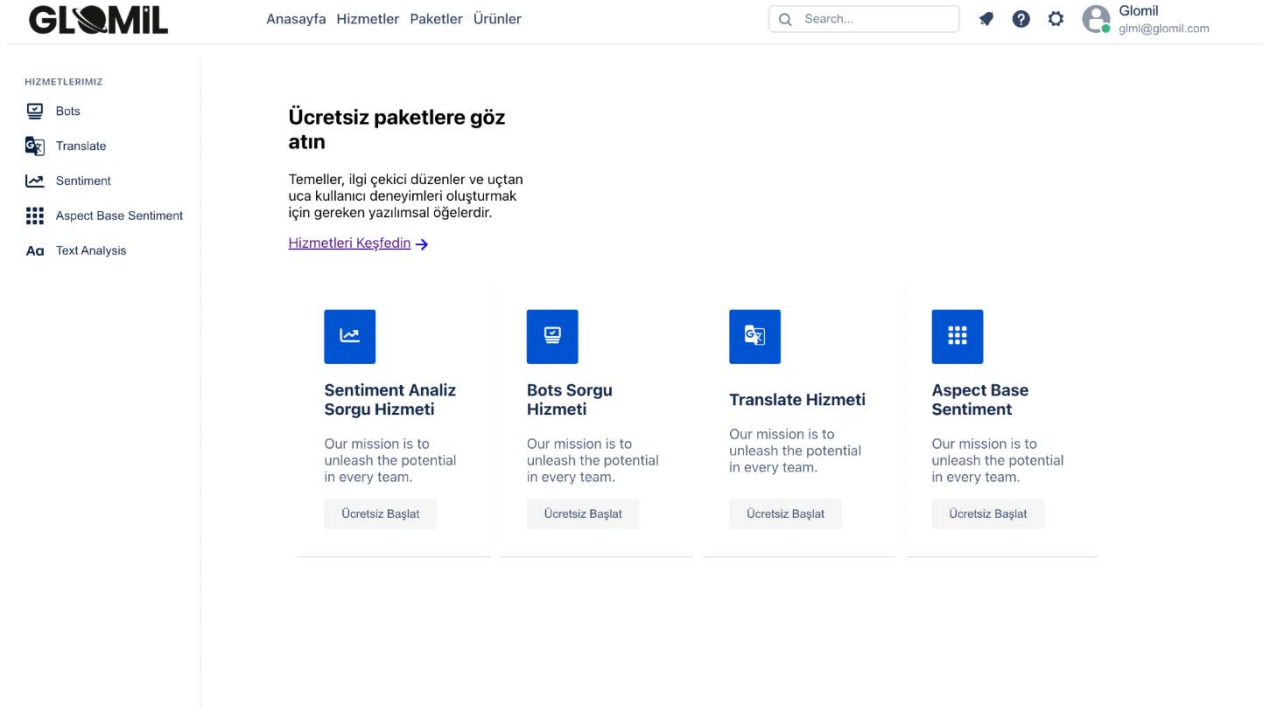 GLOMİL
Anasayfa Hizmetler Paketler Ürünler
Search...
Glomil
glml@glomil.com
HIZMETLERIMIZ
Bots
Translate
Sentiment
Aspect Base Sentiment
Aa Text Analysis
Ücretsiz paketlere göz
atın
Temeller, ilgi çekici düzenler ve uçtan
uca kullanıcı deneyimleri oluşturmak
için gereken yazılımsal öğelerdir.
Hizmetleri Keşfedin →
Sentiment Analiz
Sorgu Hizmeti
Our mission is to
unleash the potential
in every team.
Ücretsiz Başlat
Bots Sorgu
Hizmeti
Our mission is to
unleash the potential
in every team.
Ücretsiz Başlat
Translate Hizmeti
Our mission is to
unleash the potential
in every team.
Ücretsiz Başlat
Aspect Base
Sentiment
Our mission is to
unleash the potential
in every team.
Ücretsiz Başlat